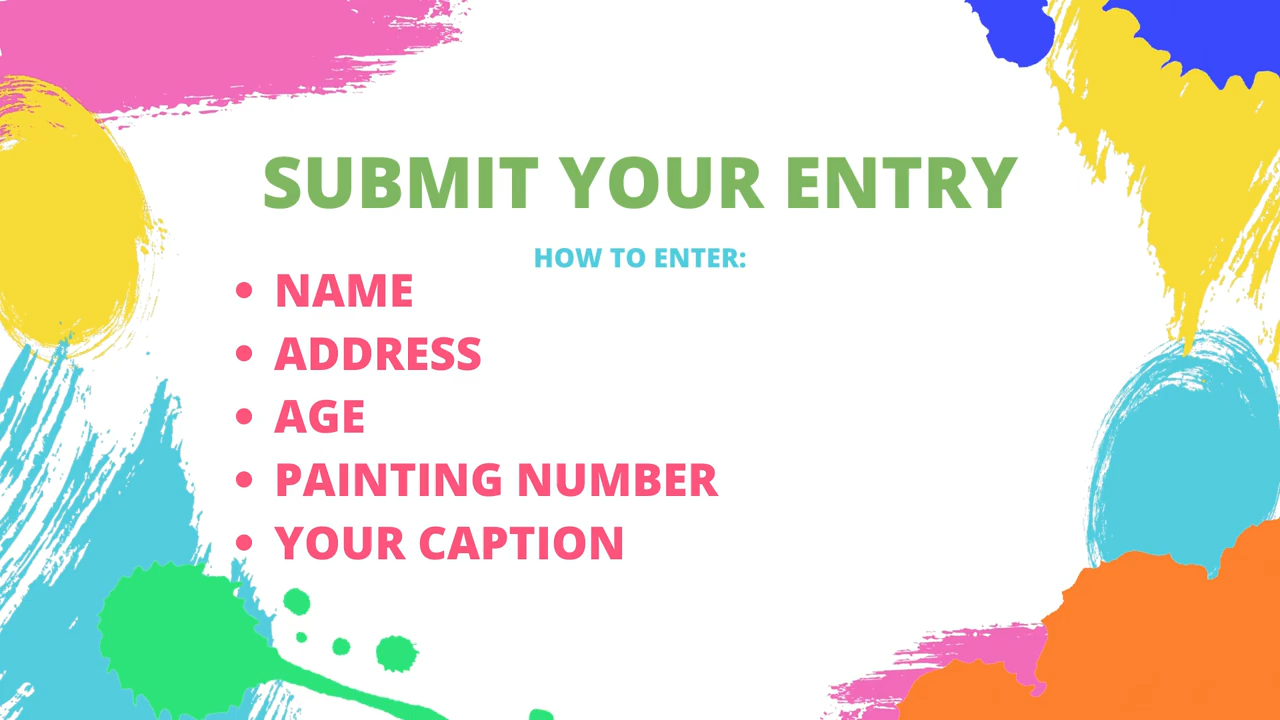 SUBMIT YOUR ENTRY
HOW TO ENTER:
• NAME
• ADDRESS
• AGE
• PAINTING NUMBER
• YOUR CAPTION